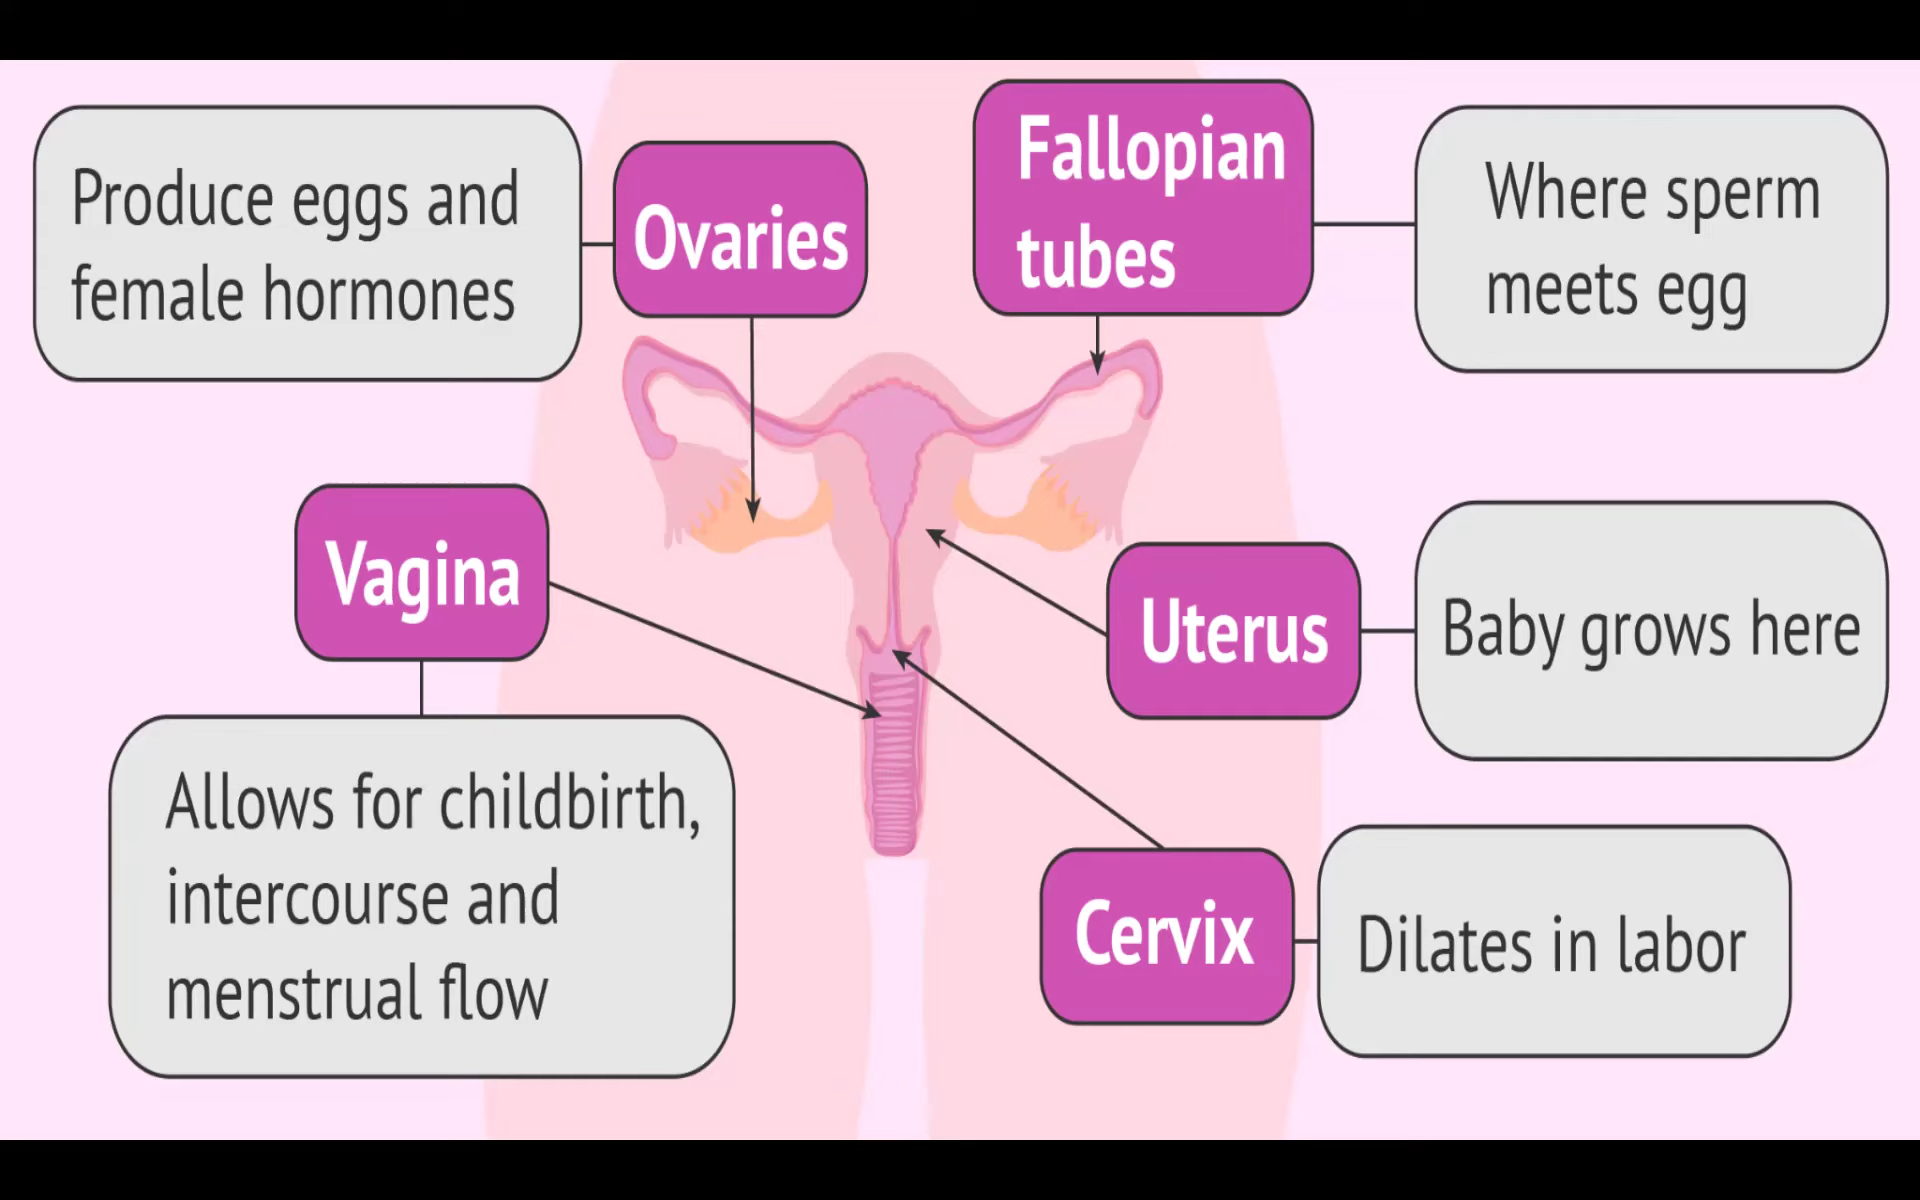 Produce eggs and
female hormones
Ovaries
Fallopian
tubes
Where sperm
meets egg
Vagina
Allows for childbirth,
intercourse and
menstrual flow
Uterus
Baby grows here
Cervix
Dilates in labor